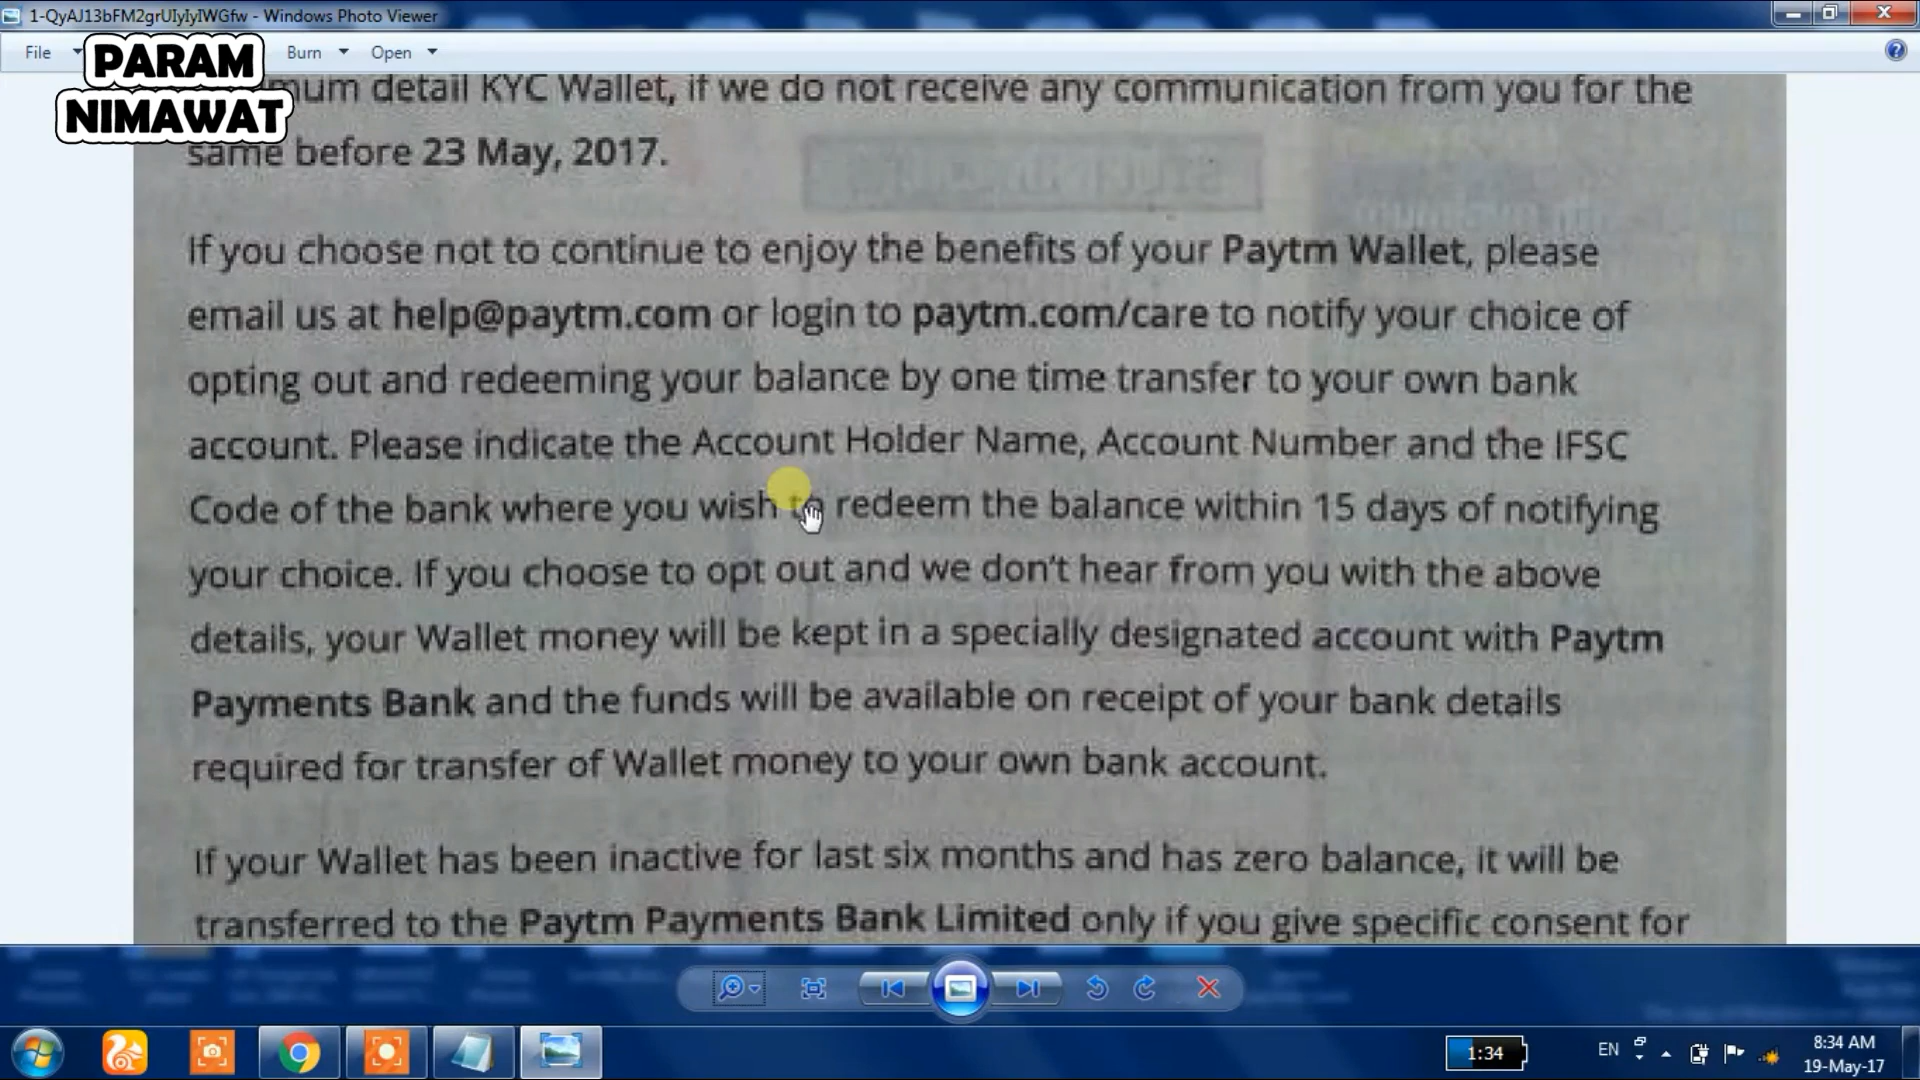 1-QyAJ13bFM2grUIyIyIWGfw - Windows Photo Viewer
File Burn Open
PARAM
NIMAWAT
detail KYC Wallet, if we do not receive any communication from you for the
same before 23 May, 2017.
If you choose not to continue to enjoy the benefits of your Paytm Wallet, please
email us at help@paytm.com or login to paytm.com/care to notify your choice of
opting out and redeeming your balance by one time transfer to your own bank
account. Please indicate the Account Holder Name, Account Number and the IFSC
Code of the bank where you wish to redeem the balance within 15 days of notifying
your choice. If you choose to opt out and we don't hear from you with the above
details, your Wallet money will be kept in a specially designated account with Paytm
Payments Bank and the funds will be available on receipt of your bank details
required for transfer of Wallet money to your own bank account.
If your Wallet has been inactive for last six months and has zero balance, it will be
transferred to the Paytm Payments Bank Limited only if you give specific consent for
1:34
EN
8:34 AM
19-May-17